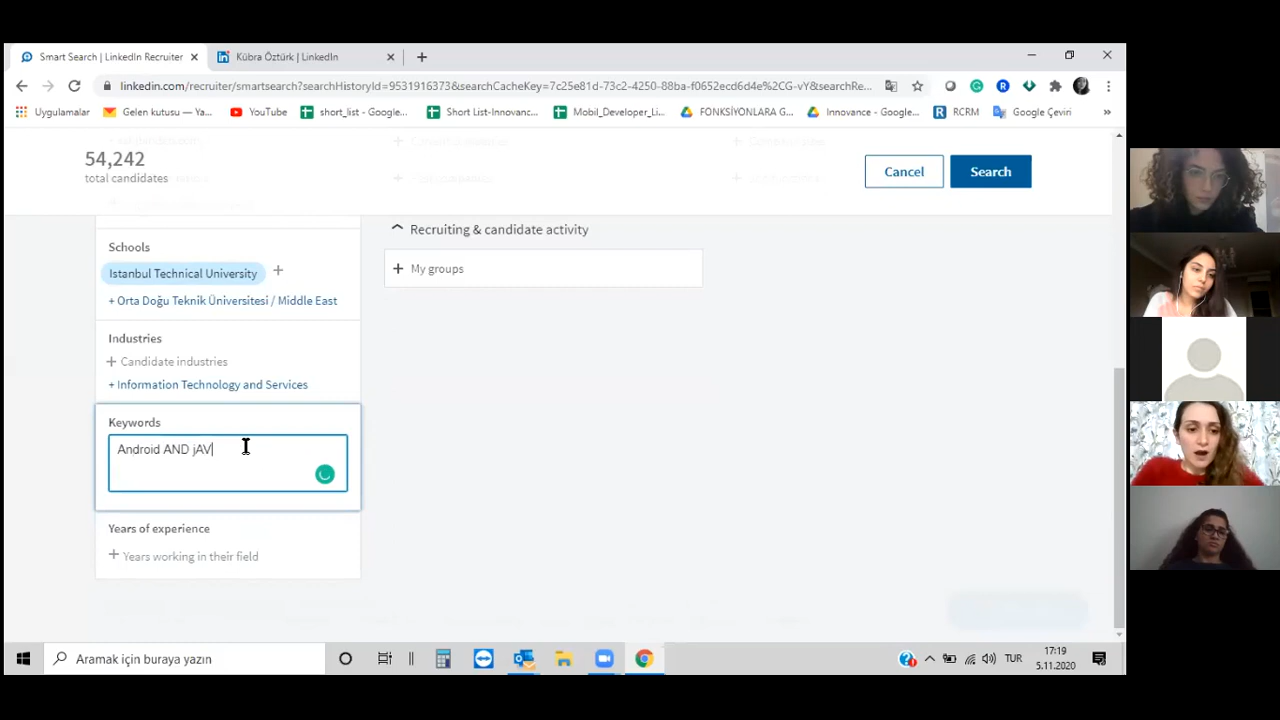 Smart Search | LinkedIn Recruiter
Kübra Öztürk | LinkedIn
linkedin.com/recruiter/smartsearch?searchHistoryId=9531916373&searchCacheKey=7c25e81d-73c2-4250-88ba-f0652ecd6d4e%2CG-vY&searchRe...
Uygulamalar
Gelen kutusu — Ya...
YouTube
short_list - Google...
Short List-Innovanc...
Mobil_Developer_Li...
FONKSİYONLARA G...
Innovance - Google...
RCRM
Google Çeviri
54,242
total candidates
Cancel
Search
Recruiting & candidate activity
+ My groups
Schools
Istanbul Technical University +
+ Orta Doğu Teknik Üniversitesi / Middle East
Industries
+ Candidate industries
+ Information Technology and Services
Keywords
Android AND jAV
Years of experience
+ Years working in their field
Aramak için buraya yazın
TUR
17:19
5.11.2020